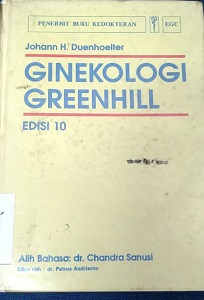 PENERBIT BUKU KEDOKTERAN
EGC
Johann H. Duenhoelter
GINEKOLOGI
GREENHILL
EDISI 10
Alih Bahasa: dr. Chandra Sanusi
Editor oleh : dr. Petrus Andrianto